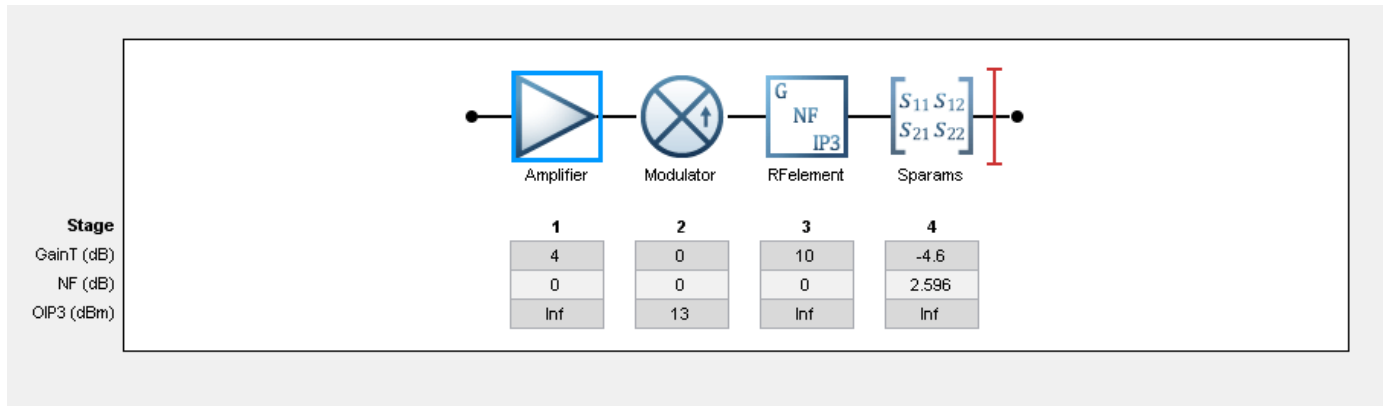 G
NF
IP3
S11 S12
S21 S22
Amplifier Modulator RFelement Sparams
Stage 1 2 3 4
GainT (dB) 4 0 10 -4.6
NF (dB) 0 0 0 2.596
OIP3 (dBm) Inf 13 Inf Inf